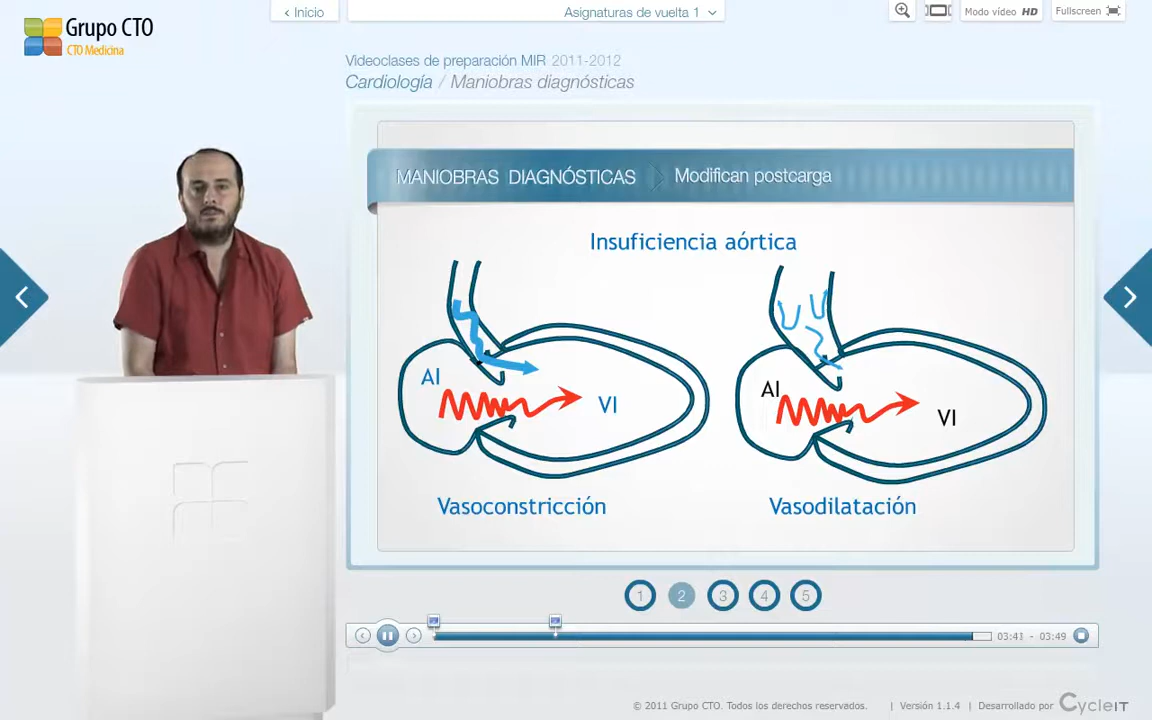 Grupo CTO
CTO Medicina
‹ Inicio
Asignaturas de vuelta 1
Modo vídeo HD
Fullscreen
Videoclases de preparación MIR 2011-2012
Cardiología / Maniobras diagnósticas
MANIOBRAS DIAGNÓSTICAS Modifican postcarga
Insuficiencia aórtica
AI
VI
AI
VI
Vasoconstricción
Vasodilatación
1 2 3 4 5
03:41 - 03:49
© 2011 Grupo CTO. Todos los derechos reservados. | Versión 1.1.4 | Desarrollado por CycleIT